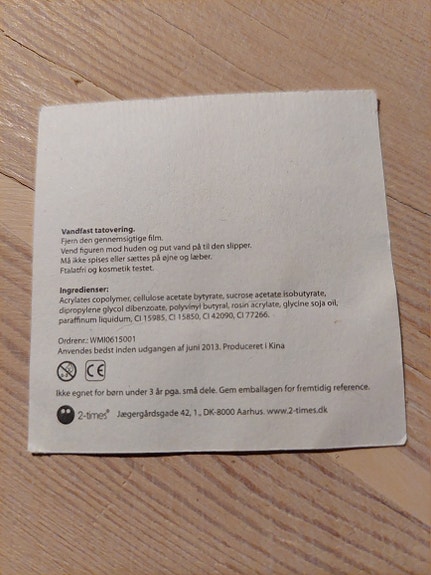 Vandfast tatovering.
Fjern den gennemsigtige film.
Vend figuren mod huden og put vand på til den slipper.
Må ikke spises eller sættes på øjne og læber.
Ftalatfri og kosmetik testet.
Ingredienser:
Acrylates copolymer, cellulose acetate bytyrate, sucrose acetate isobutyrate,
dipropylene glycol dibenzoate, polyvinyl butyral, rosin acrylate, glycine soja oil,
paraffinum liquidum, CI 15985, CI 15850, CI 42090, CI 77266.
Ordrenr.: WMI0615001
Anvendes bedst inden udgangen af juni 2013. Produceret i Kina
0-3 CE
Ikke egnet for børn under 3 år pga. små dele. Gem emballagen for fremtidig reference.
2-times® Jægergårdsgade 42, 1., DK-8000 Aarhus. www.2-times.dk